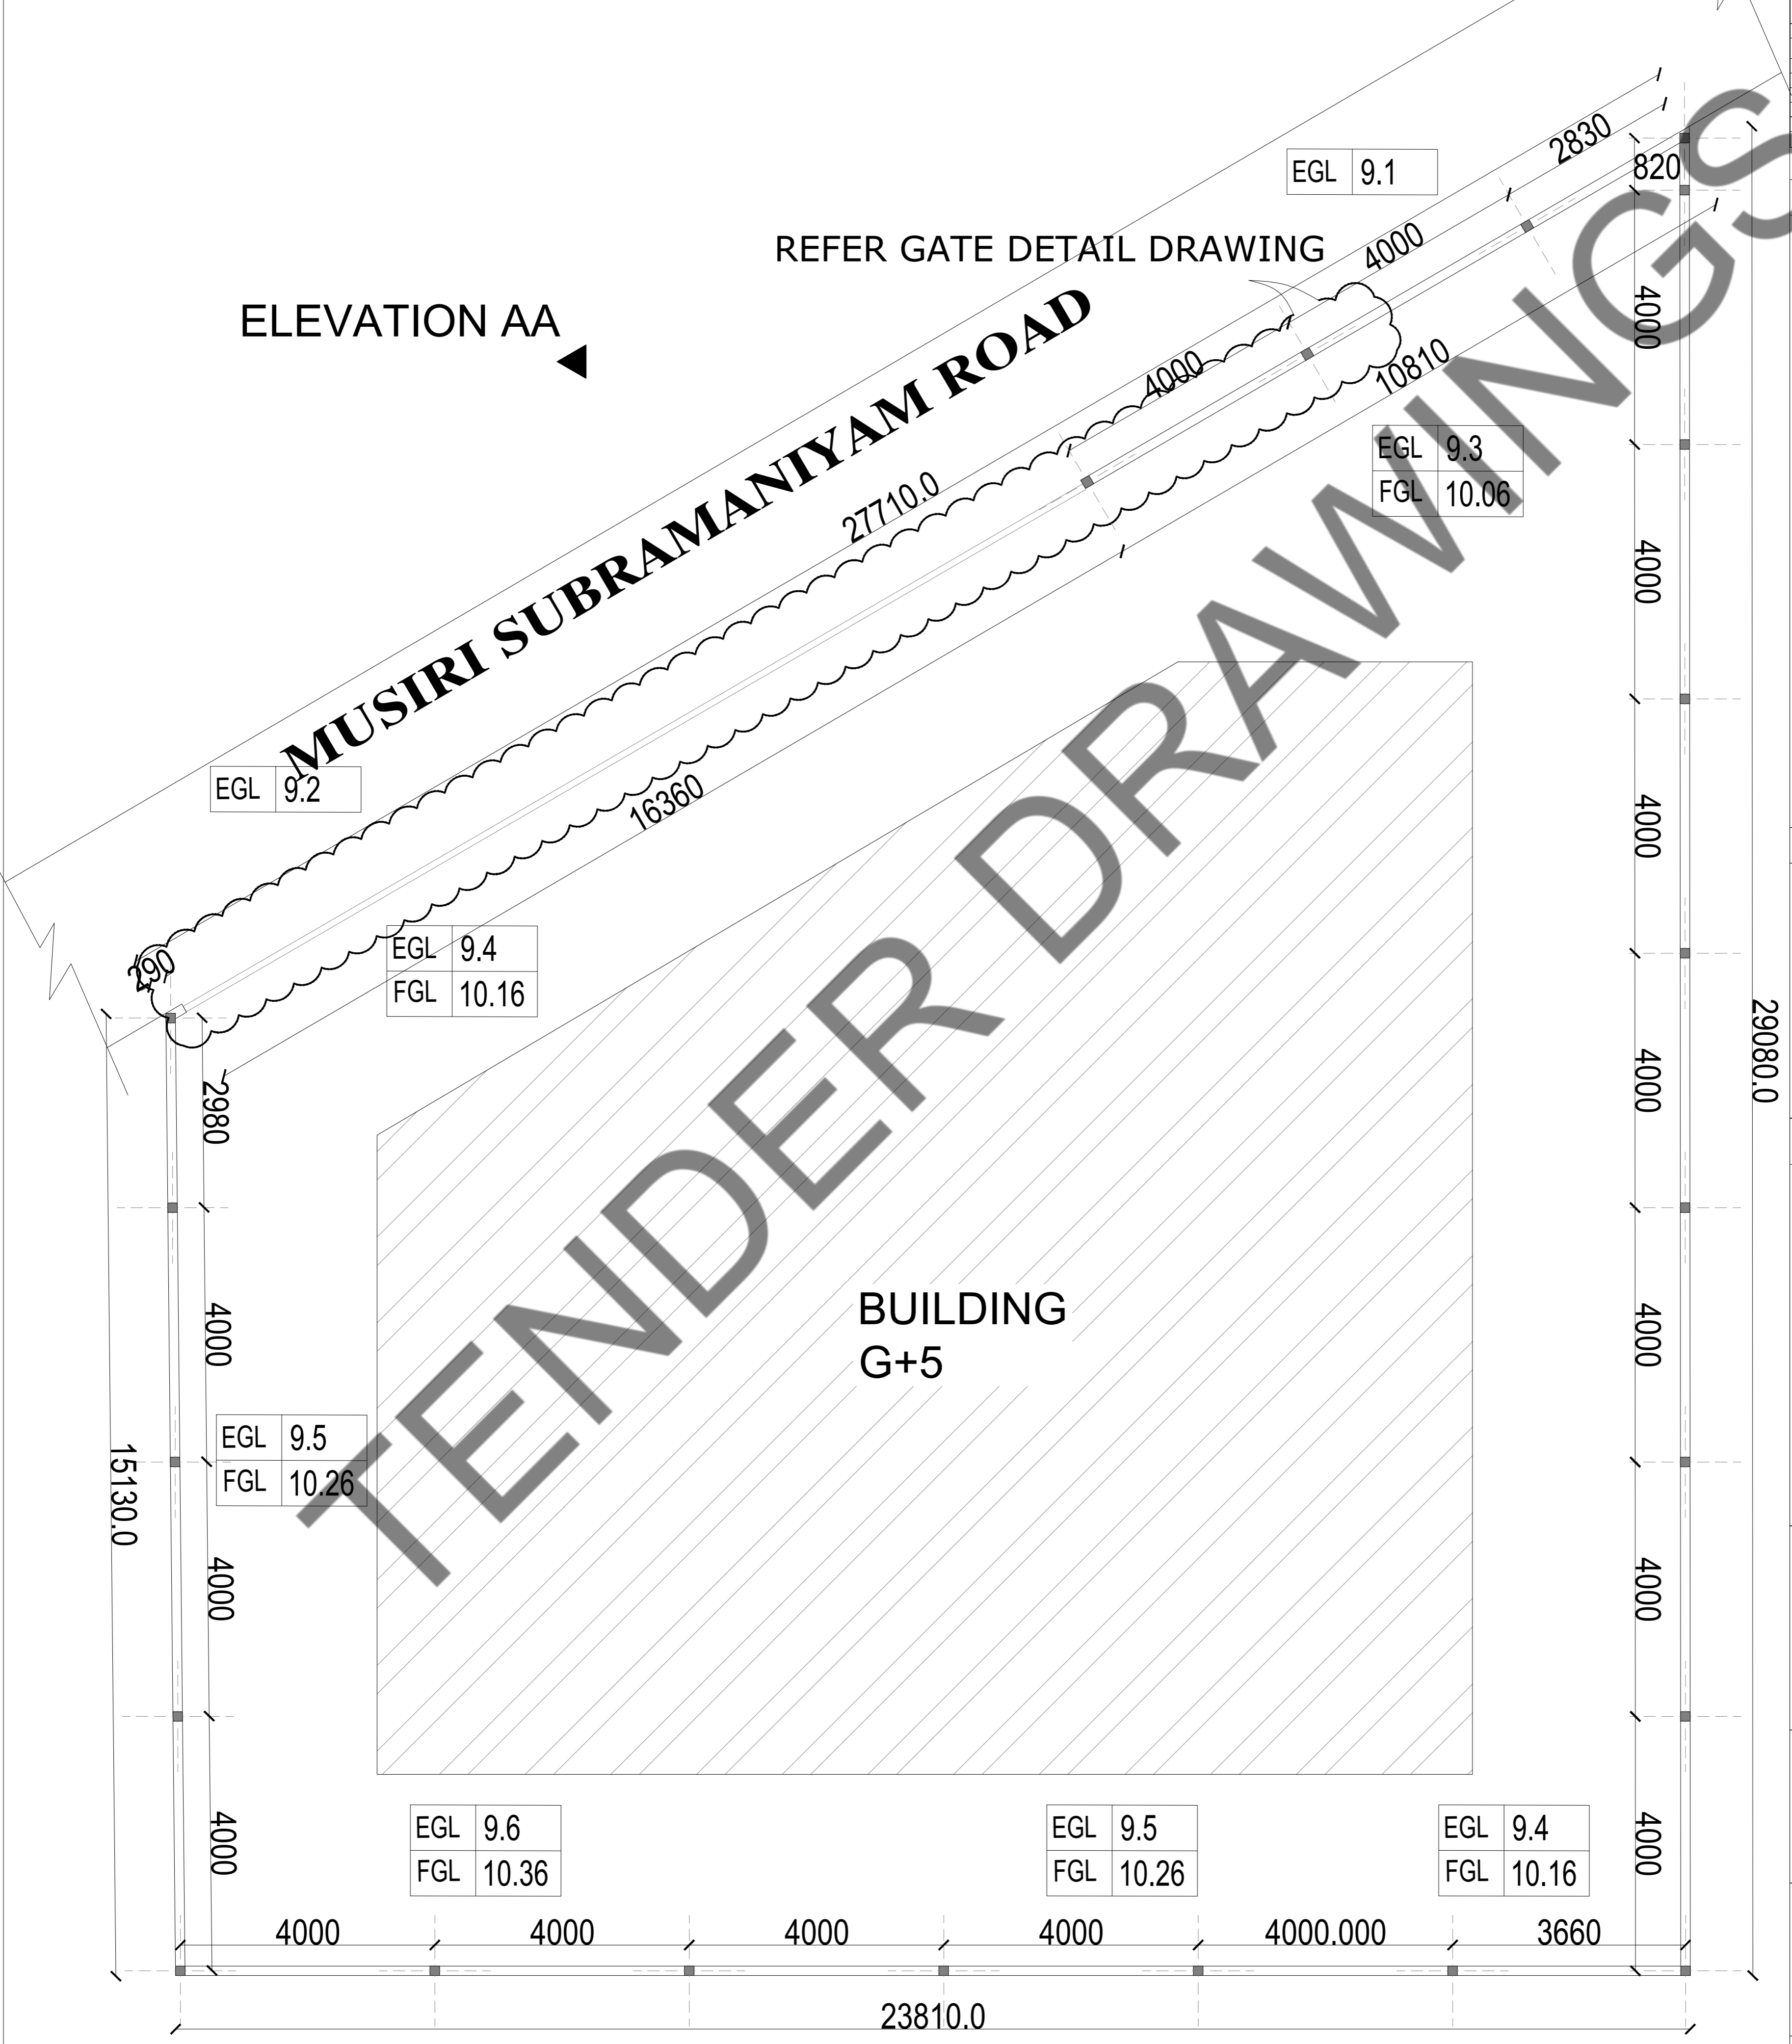 2830
820
EGL 9.1
4000
REFER GATE DETAIL DRAWING
ELEVATION AA
MUSIRI SUBRAMANIYAM ROAD
4000
4000
10810
EGL 9.3
FGL 10.06
27710.0
4000
EGL 9.2
16360
4000
EGL 9.4
FGL 10.16
290
29080.0
2980
4000
TENDER DRAWINGS
BUILDING
G+5
4000
4000
EGL 9.5
FGL 10.26
15130.0
4000
4000
EGL 9.6
FGL 10.36
EGL 9.5
FGL 10.26
EGL 9.4
FGL 10.16
4000
4000
4000
4000
4000
4000
4000.000
3660
23810.0